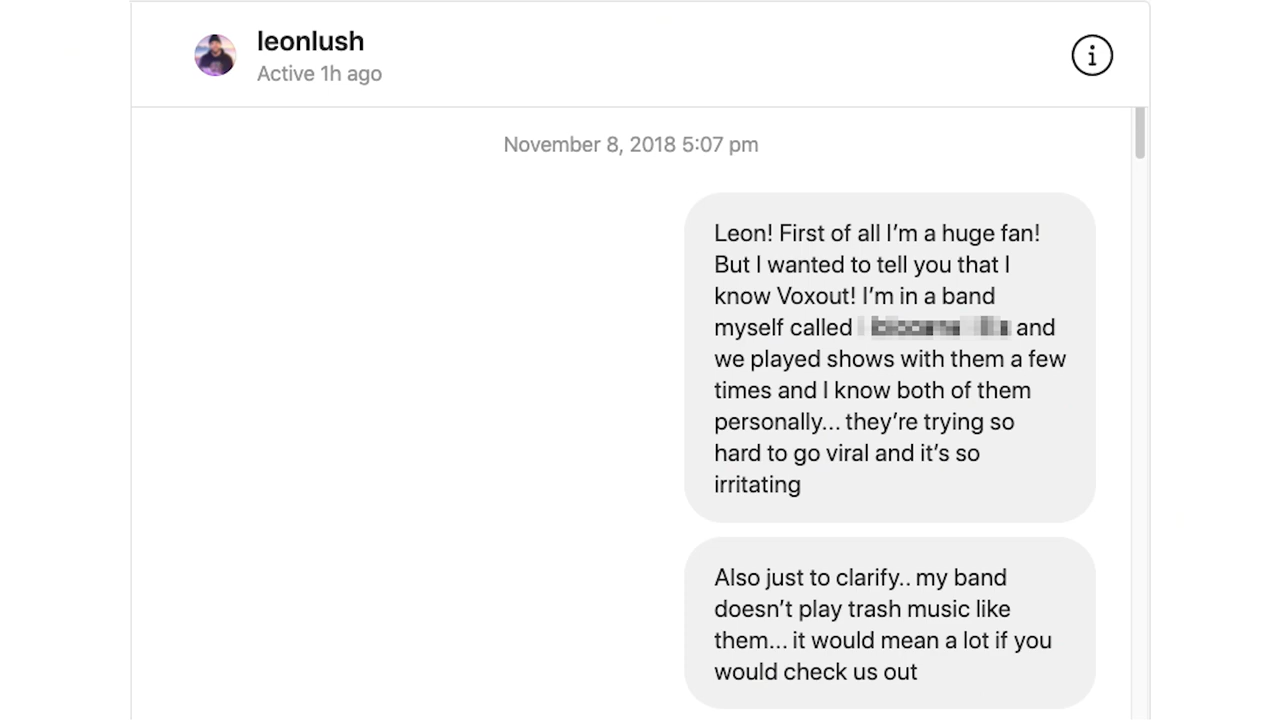 leonlush
Active 1h ago
i
November 8, 2018 5:07 pm
Leon! First of all I’m a huge fan!
But I wanted to tell you that I
know Voxout! I’m in a band
myself called and
we played shows with them a few
times and I know both of them
personally... they’re trying so
hard to go viral and it’s so
irritating
Also just to clarify.. my band
doesn’t play trash music like
them... it would mean a lot if you
would check us out